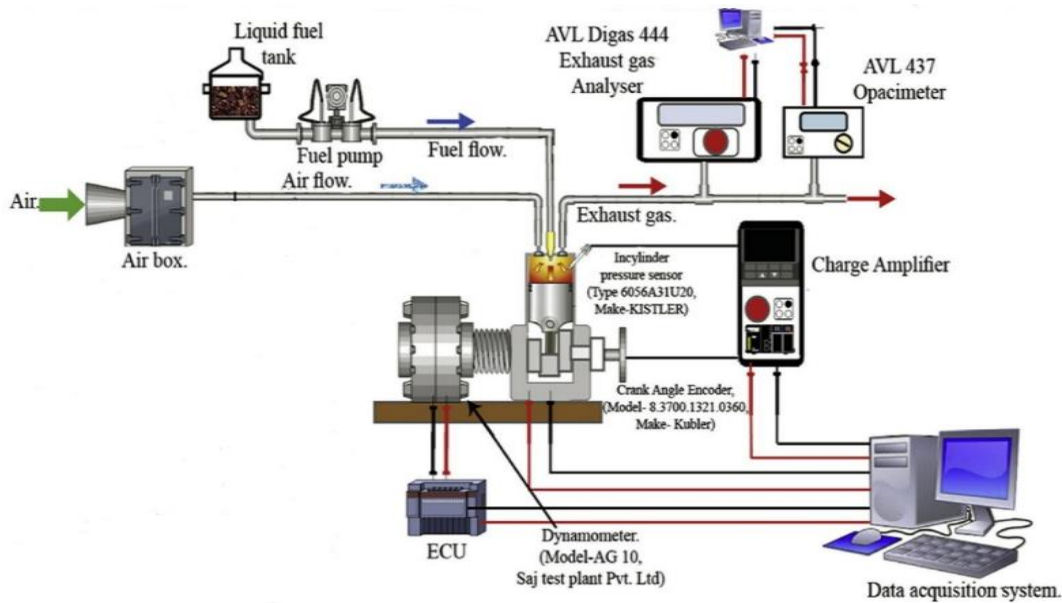 Liquid fuel
tank
Fuel pump
Fuel flow.
Air flow.
Air.
Air box.
AVL Digas 444
Exhaust gas
Analyser
AVL 437
Opacimeter
Exhaust gas.
Incylinder
pressure sensor
(Type 6056A31U20,
Make-KISTLER)
Charge Amplifier
Crank Angle Encoder,
(Model- 8.3700.1321.0360,
Make- Kubler)
ECU
Dynamometer.
(Model-AG 10,
Saj test plant Pvt. Ltd)
Data acquisition system.